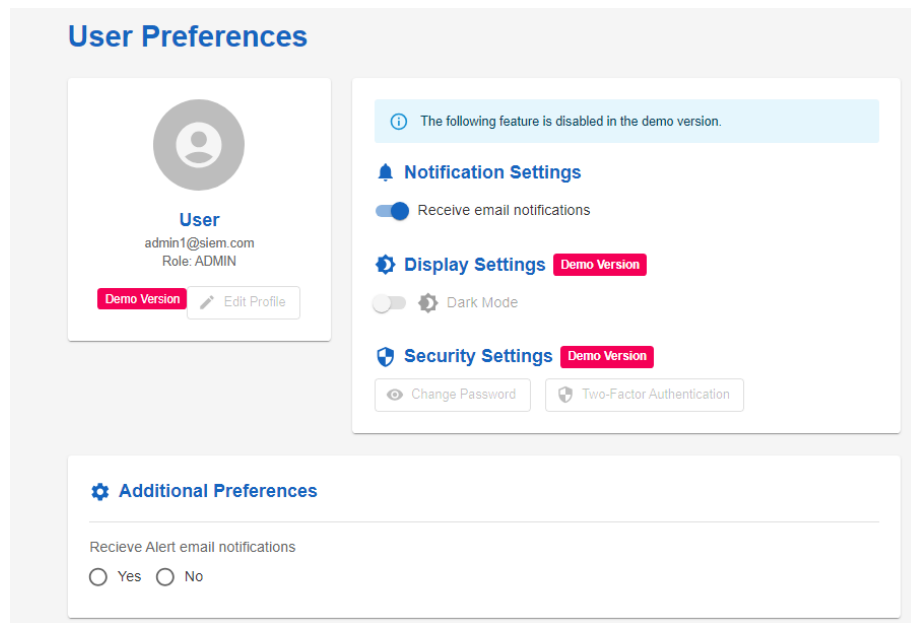 User Preferences
User
admin1@siem.com
Role: ADMIN
Demo Version
Edit Profile
The following feature is disabled in the demo version.
Notification Settings
Receive email notifications
Display Settings Demo Version
Dark Mode
Security Settings Demo Version
Change Password Two-Factor Authentication
Additional Preferences
Recieve Alert email notifications
Yes No